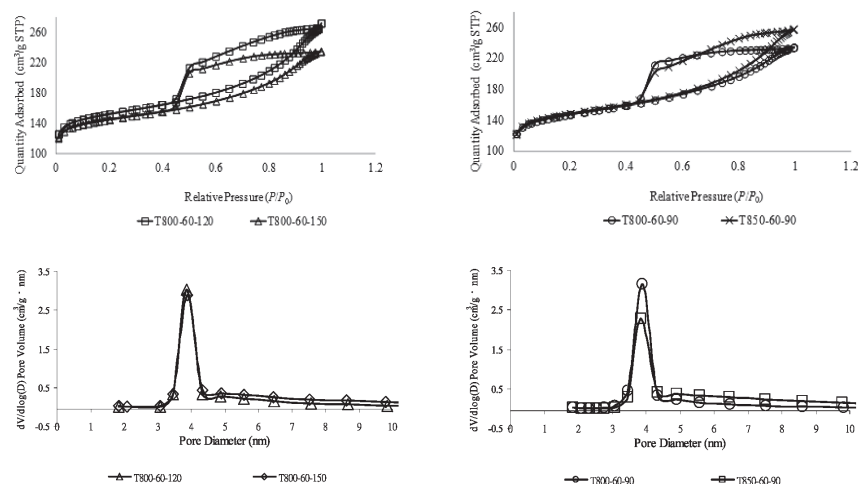 260
220
180
140
100
Quantity Adsorbed (cm³/g STP)
0 0.2 0.4 0.6 0.8 1 1.2
Relative Pressure (P/P₀)
T800-60-120 T800-60-150
260
220
180
140
100
Quantity Adsorbed (cm³/g STP)
0 0.2 0.4 0.6 0.8 1 1.2
Relative Pressure (P/P₀)
T800-60-90 T850-60-90
3.5
2.5
1.5
0.5
-0.5
dV/dlog(D) Pore Volume (cm³/g · nm)
0 1 2 3 4 5 6 7 8 9 10
Pore Diameter (nm)
T800-60-120 T800-60-150
3.5
2.5
1.5
0.5
-0.5
dV/dlog(D) Pore Volume (cm³/g · nm)
0 1 2 3 4 5 6 7 8 9 10
Pore Diameter (nm)
T800-60-90 T850-60-90